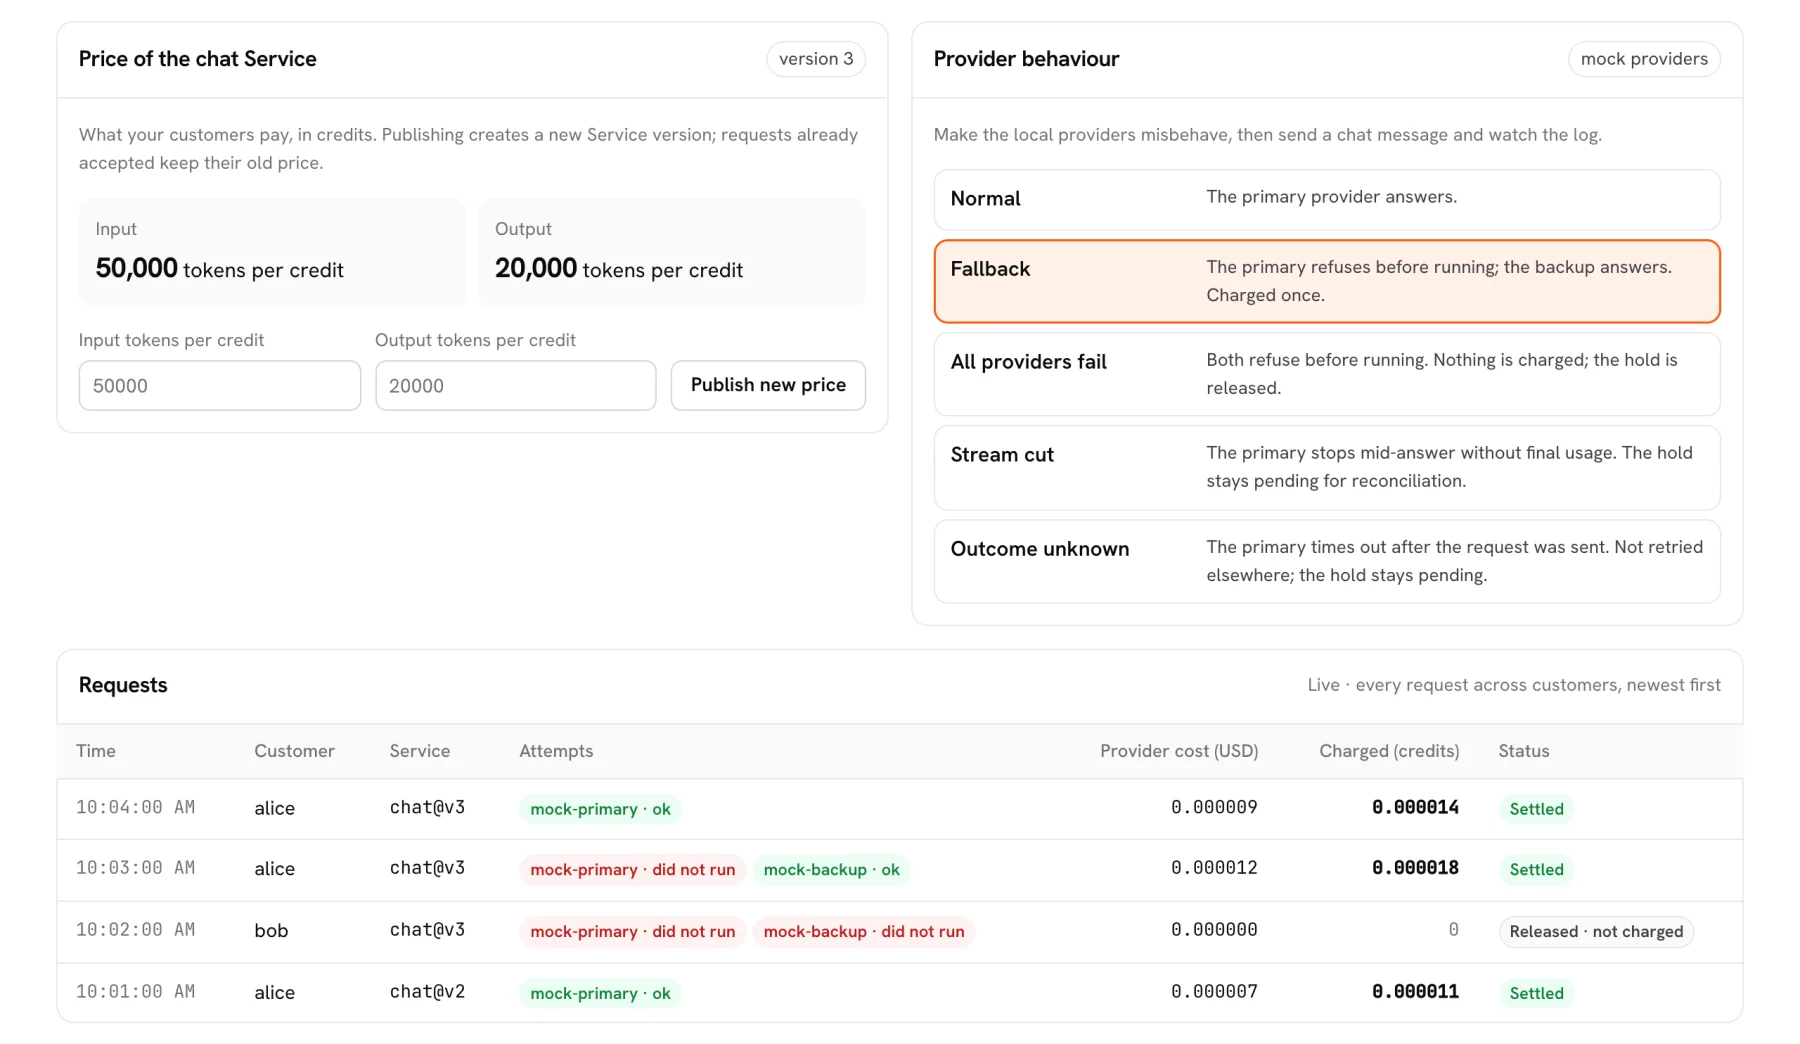 Price of the chat Service
version 3
What your customers pay, in credits. Publishing creates a new Service version; requests already
accepted keep their old price.
Input
50,000 tokens per credit
Output
20,000 tokens per credit
Input tokens per credit
Output tokens per credit
50000
20000
Publish new price
Provider behaviour
mock providers
Make the local providers misbehave, then send a chat message and watch the log.
Normal
The primary provider answers.
Fallback
The primary refuses before running; the backup answers.
Charged once.
All providers fail
Both refuse before running. Nothing is charged; the hold is
released.
Stream cut
The primary stops mid-answer without final usage. The hold
stays pending for reconciliation.
Outcome unknown
The primary times out after the request was sent. Not retried
elsewhere; the hold stays pending.
Requests
Live · every request across customers, newest first
Time Customer Service Attempts Provider cost (USD) Charged (credits) Status
10:04:00 AM alice chat@v3 mock-primary · ok 0.000009 0.000014 Settled
10:03:00 AM alice chat@v3 mock-primary · did not run mock-backup · ok 0.000012 0.000018 Settled
10:02:00 AM bob chat@v3 mock-primary · did not run mock-backup · did not run 0.000000 0 Released · not charged
10:01:00 AM alice chat@v2 mock-primary · ok 0.000007 0.000011 Settled